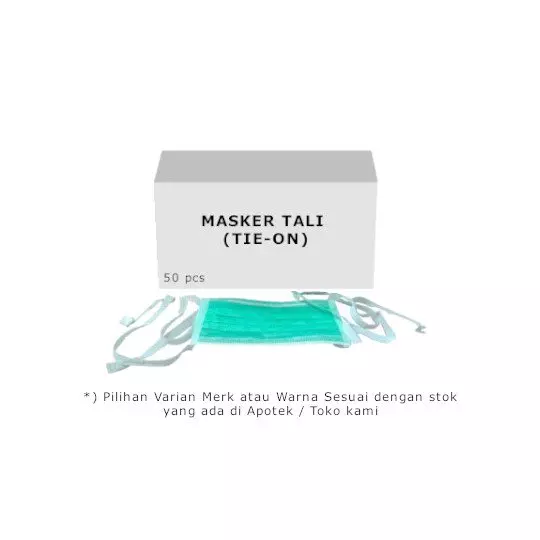 MASKER TALI
(TIE-ON)
50 pcs
*) Pilihan Varian Merk atau Warna Sesuai dengan stok
yang ada di Apotek / Toko kami